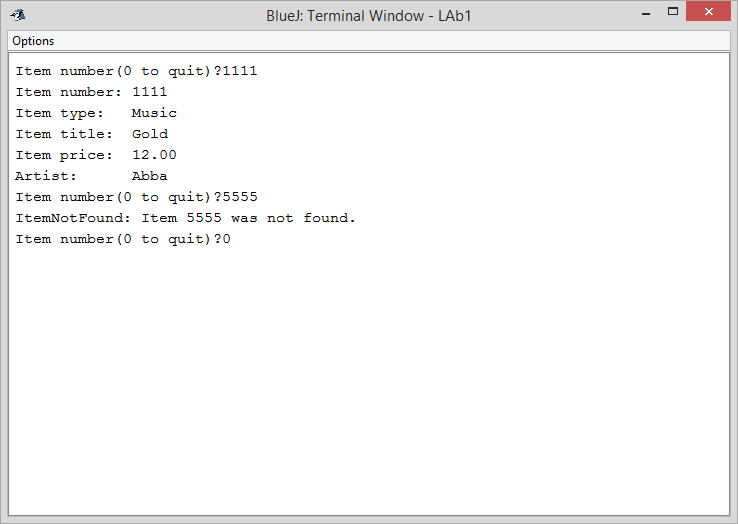 BlueJ: Terminal Window - LAb1
Options
Item number(0 to quit)?1111
Item number: 1111
Item type:   Music
Item title:  Gold
Item price:  12.00
Artist:      Abba
Item number(0 to quit)?5555
ItemNotFound: Item 5555 was not found.
Item number(0 to quit)?0